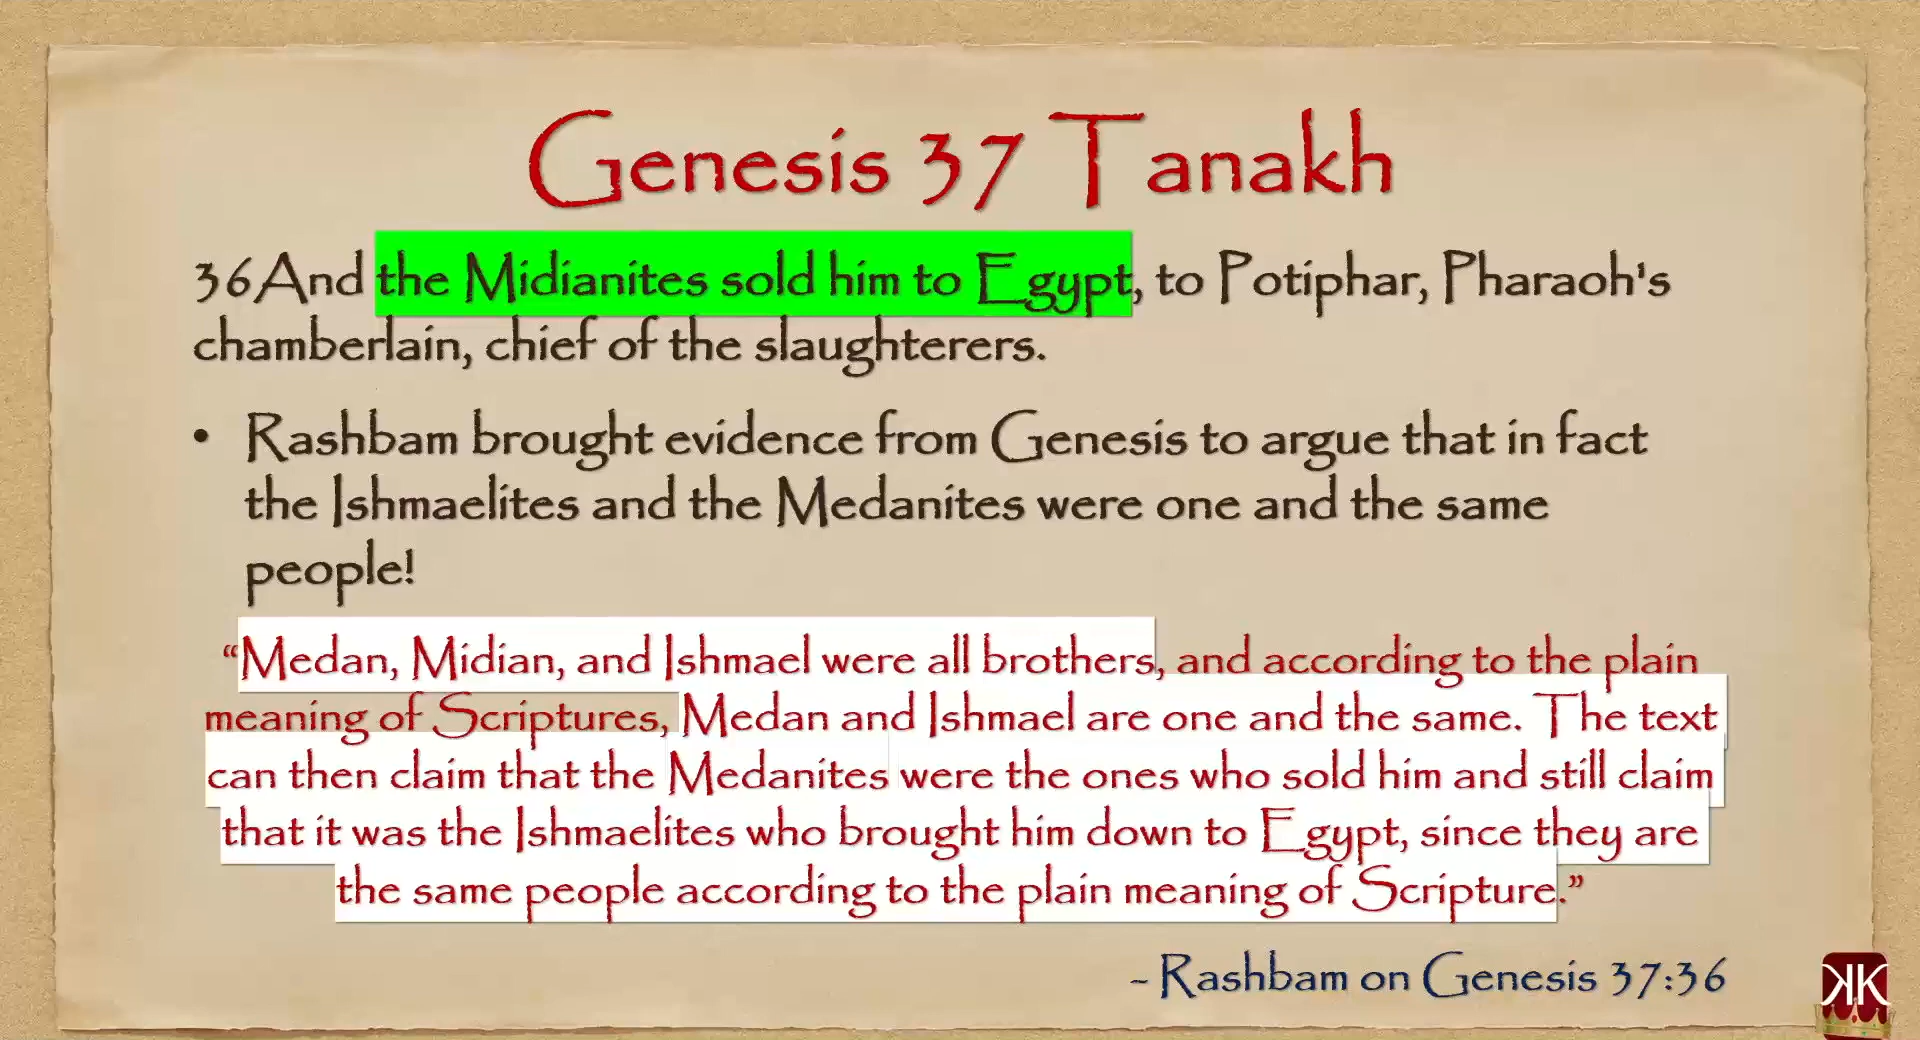 Genesis 37 Tanakh
36And the Midianites sold him to Egypt, to Potiphar, Pharaoh's
chamberlain, chief of the slaughterers.
• Rashbam brought evidence from Genesis to argue that in fact
the Ishmaelites and the Medanites were one and the same
people!
“Medan, Midian, and Ishmael were all brothers, and according to the plain
meaning of Scriptures, Medan and Ishmael are one and the same. The text
can then claim that the Medanites were the ones who sold him and still claim
that it was the Ishmaelites who brought him down to Egypt, since they are
the same people according to the plain meaning of Scripture.”
- Rashbam on Genesis 37:36
KK